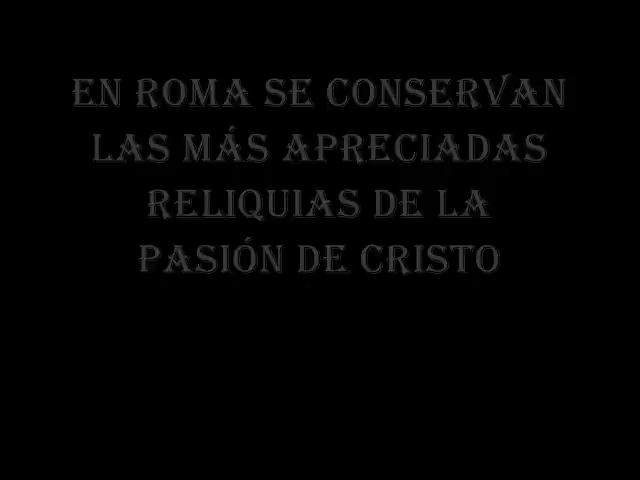 EN ROMA SE CONSERVAN
LAS MÁS APRECIADAS
RELIQUIAS DE LA
PASIÓN DE CRISTO